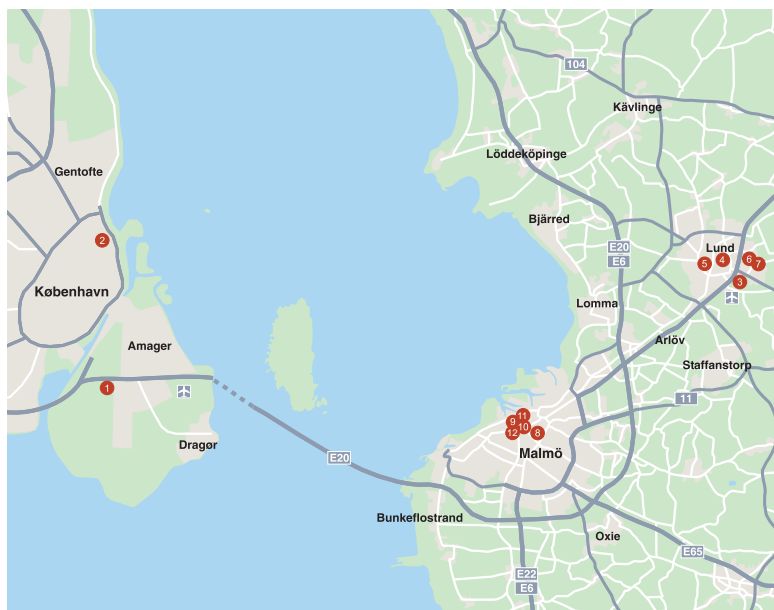 104
Kävlinge
Löddeköpinge
Gentofte
Bjärred
2
E20
E6
Lund
5
4
6
7
3
København
Lomma
Amager
Arlöv
Staffanstorp
1
11
11
9
10
12
8
Dragør
E20
Malmö
Bunkeflostrand
Oxie
E65
E22
E6